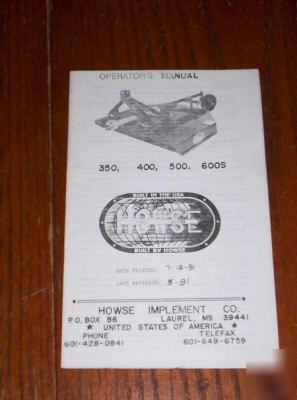 OPERATOR'S MANUAL
350, 400, 500, 600S
BUILT IN THE USA
HOWSE
BUILT BY HOWSE
DATE PRINTED: 7-16-91
LAST REVISION: 3-91
HOWSE IMPLEMENT CO.
P.O. BOX 86 LAUREL, MS 39441
★ UNITED STATES OF AMERICA ★
PHONE TELEFAX
601-428-0841 601-649-6759